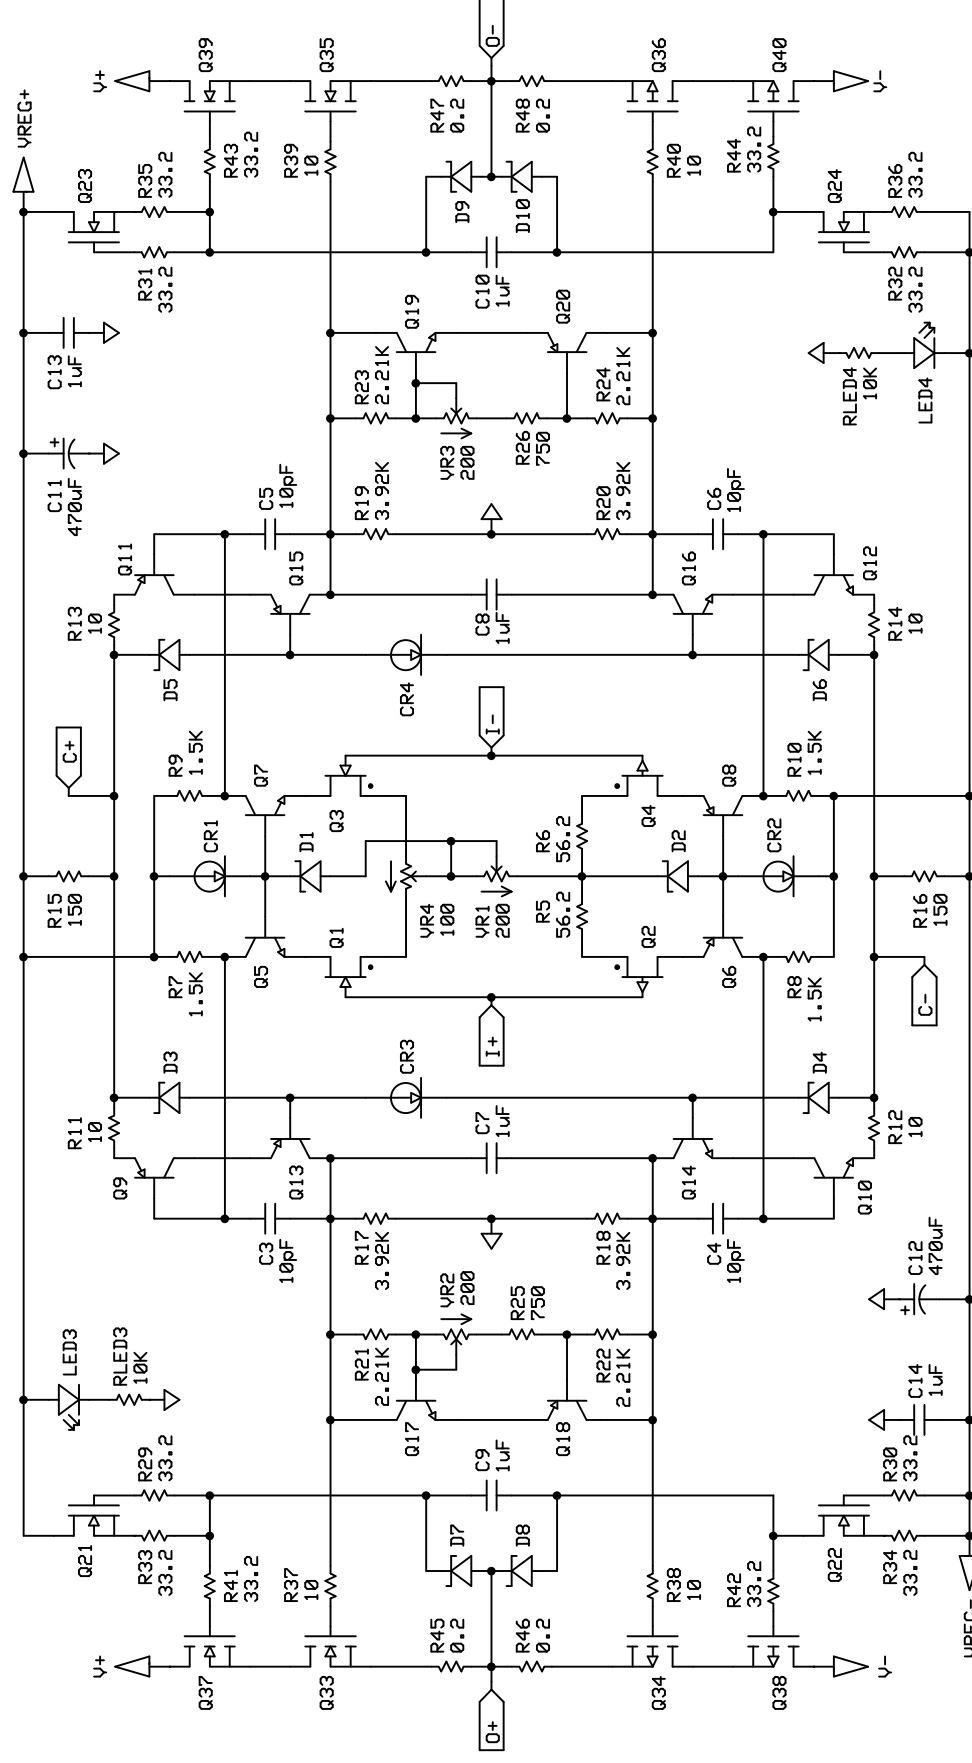 V+
Q39
Q35
R47
0.2
O-
R48
0.2
Q36
Q40
V-
VREG+
Q23
R35
33.2
R43
33.2
R39
10
D9
D10
R40
10
R44
33.2
Q24
R36
33.2
R31
33.2
C10
1uF
R32
33.2
C13
1uF
Q19
Q20
R23
2.21K
R24
2.21K
VR3
200
R26
750
RLED4
10K
LED4
C11
470uF
+
C5
10pF
R19
3.92K
R20
3.92K
C6
10pF
Q11
Q15
Q16
Q12
R13
10
C8
1uF
R14
10
D5
CR4
D6
C+
I-
R9
1.5K
Q7
Q3
Q4
Q8
R10
1.5K
CR1
D1
R6
56.2
D2
CR2
R15
150
VR4
100
VR1
200
R5
56.2
R16
150
R7
1.5K
Q5
Q1
Q2
Q6
R8
1.5K
C-
I+
D3
CR3
D4
R11
10
C7
1uF
R12
10
Q9
Q13
Q14
Q10
C3
10pF
R17
3.92K
R18
3.92K
C4
10pF
C12
470uF
+
VR2
200
R25
750
LED3
RLED3
10K
R21
2.21K
R22
2.21K
Q17
Q18
C14
1uF
R29
33.2
C9
1uF
R30
33.2
Q21
R33
33.2
R41
33.2
R37
10
D7
D8
R38
10
R42
33.2
Q22
R34
33.2
VREG-
V+
Q37
Q33
R45
0.2
O+
R46
0.2
Q34
Q38
V-